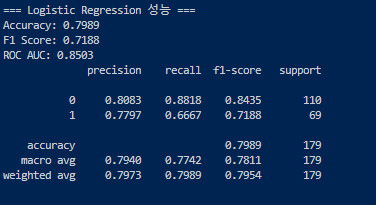 === Logistic Regression 성능 ===
Accuracy: 0.7989
F1 Score: 0.7188
ROC AUC: 0.8503
              precision    recall  f1-score   support

           0     0.8083    0.8818    0.8435       110
           1     0.7797    0.6667    0.7188        69

    accuracy                         0.7989       179
   macro avg     0.7940    0.7742    0.7811       179
weighted avg     0.7973    0.7989    0.7954       179